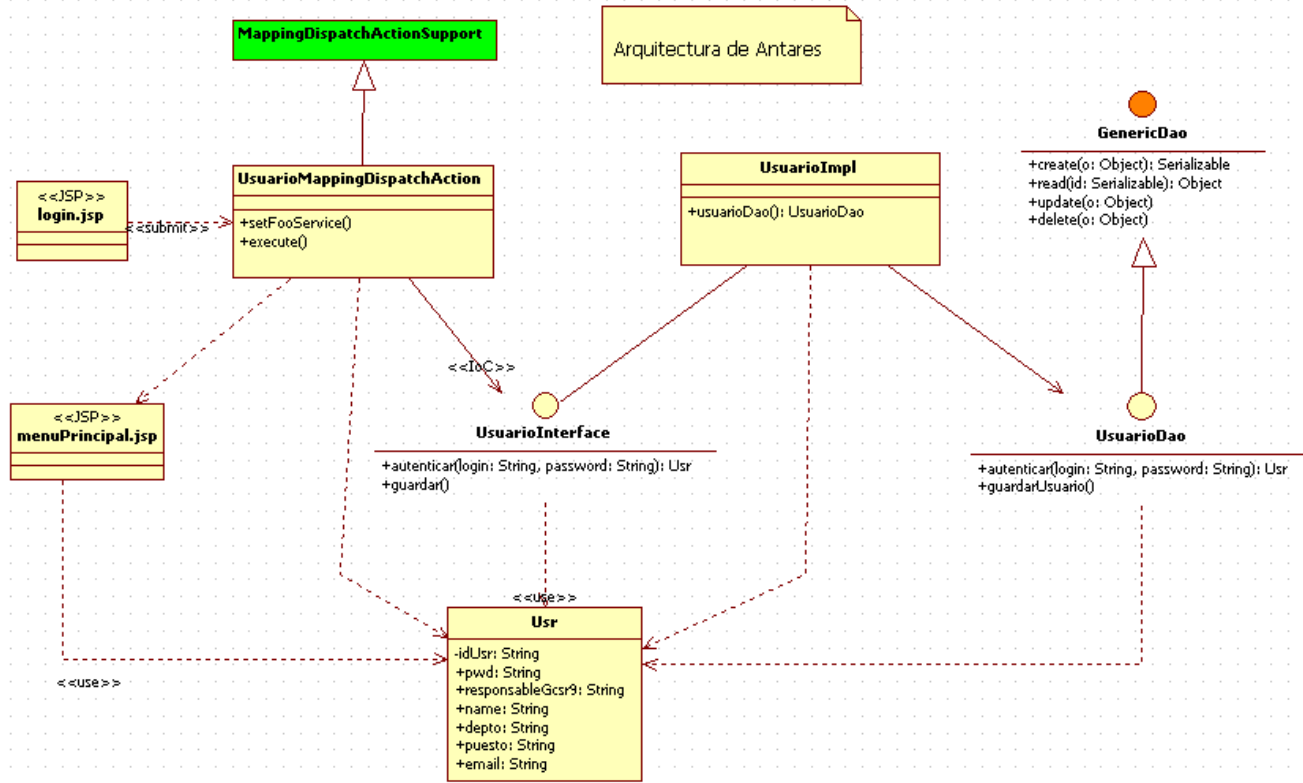 MappingDispatchActionSupport
Arquitectura de Antares
GenericDao
+create(o: Object): Serializable
+read(id: Serializable): Object
+update(o: Object)
+delete(o: Object)
UsuarioMappingDispatchAction
+setFooService()
+execute()
UsuarioImpl
+usuarioDao(): UsuarioDao
<<JSP>>
login.jsp
<<submit>>
<<IoC>>
<<JSP>>
menuPrincipal.jsp
UsuarioInterface
+autenticar(login: String, password: String): Usr
+guardar()
UsuarioDao
+autenticar(login: String, password: String): Usr
+guardarUsuario()
<<use>>
Usr
-idUsr: String
+pwd: String
+responsableGcsr9: String
+name: String
+depto: String
+puesto: String
+email: String
<<use>>